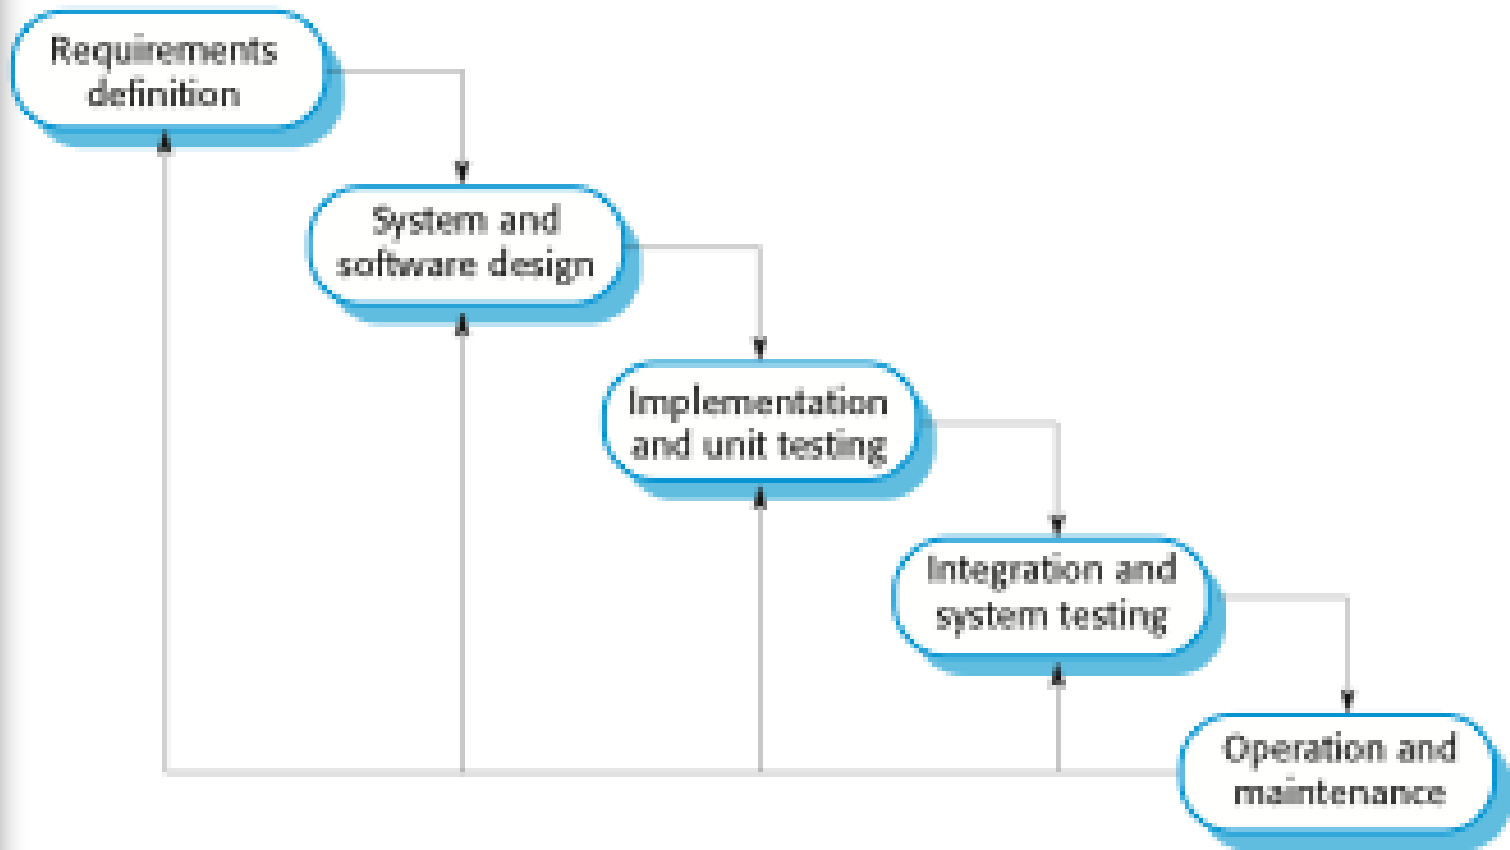 Requirements
definition
System and
software design
Implementation
and unit testing
Integration and
system testing
Operation and
maintenance